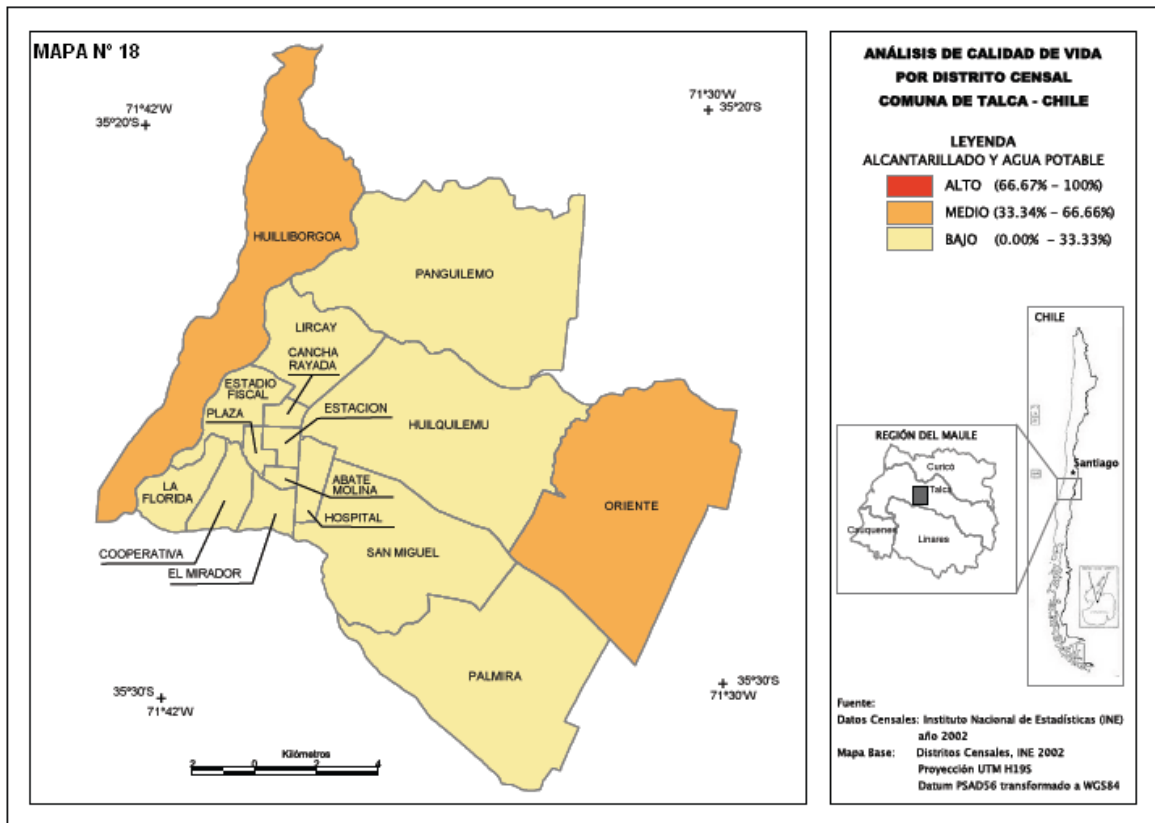 MAPA N° 18
71°42'W
35°20'S
71°30'W
35°20'S
HUILLIBORGOA
PANGUILEMO
LIRCAY
CANCHA
RAYADA
ESTADIO
FISCAL
PLAZA
ESTACION
HUILQUILEMU
LA
FLORIDA
ABATE
MOLINA
HOSPITAL
ORIENTE
COOPERATIVA
EL MIRADOR
SAN MIGUEL
PALMIRA
35°30'S
71°42'W
35°30'S
71°30'W
Kilómetros
2 0 2 4
ANÁLISIS DE CALIDAD DE VIDA
POR DISTRITO CENSAL
COMUNA DE TALCA - CHILE
LEYENDA
ALCANTARILLADO Y AGUA POTABLE
ALTO (66.67% - 100%)
MEDIO (33.34% - 66.66%)
BAJO (0.00% - 33.33%)
CHILE
Santiago
REGIÓN DEL MAULE
Curicó
Talca
Cauquenes
Linares
Fuente:
Datos Censales: Instituto Nacional de Estadísticas (INE)
año 2002
Mapa Base: Distritos Censales, INE 2002
Proyección UTM H19S
Datum PSAD56 transformado a WGS84